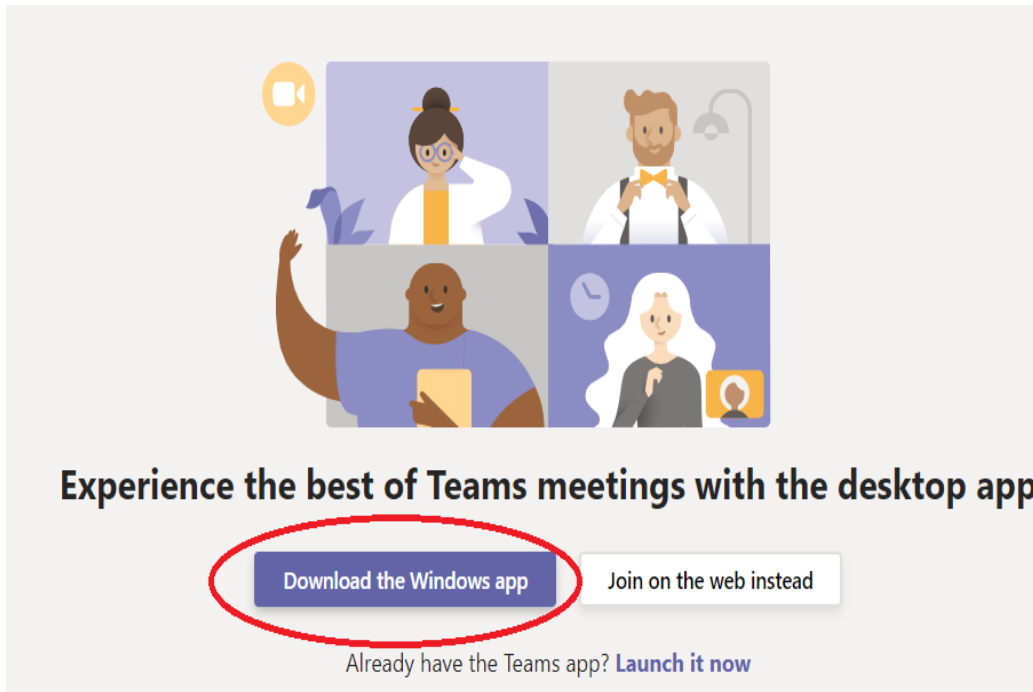 Experience the best of Teams meetings with the desktop app
Download the Windows app
Join on the web instead
Already have the Teams app? Launch it now